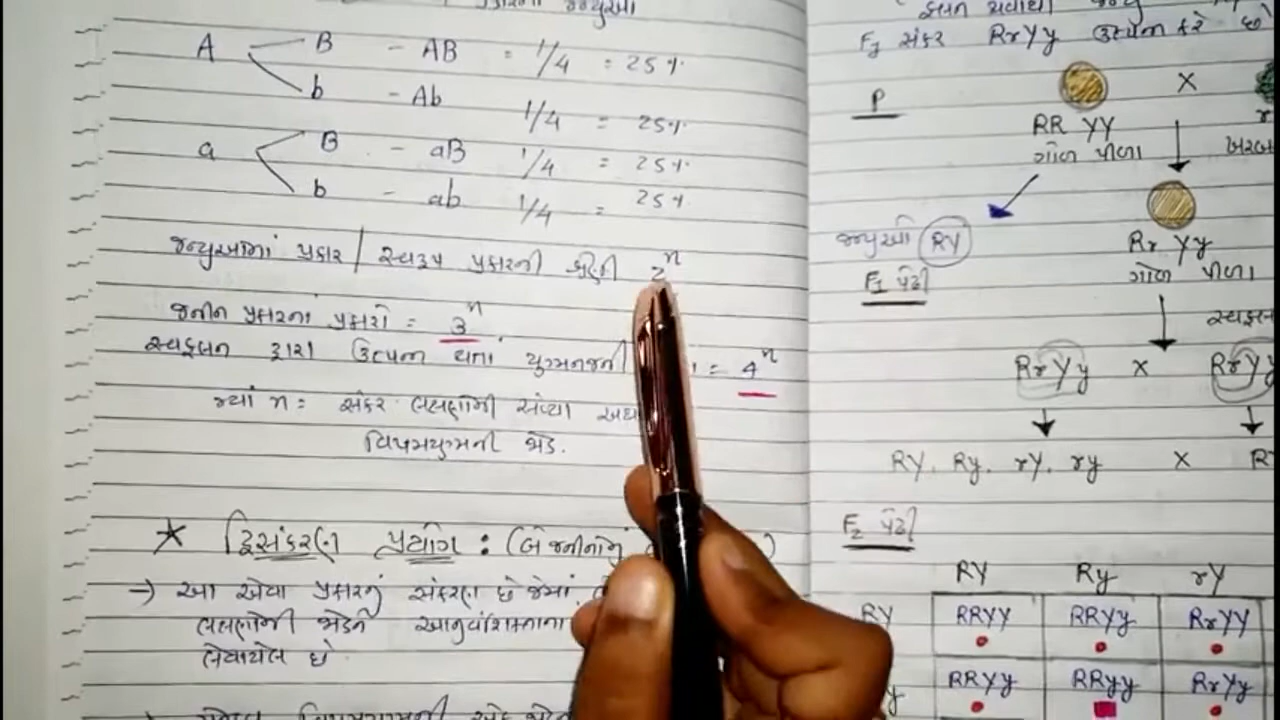 જન્યુઓ
A B - AB = 1/4 = 25%
b - Ab 1/4 = 25%
a B - aB 1/4 = 25%
b - ab 1/4 = 25%
જન્યુઓમાં પ્રકાર / સ્વરૂપ પ્રકારની 2ⁿ
જનીન પ્રકારનાં પ્રકારો = 3ⁿ
સ્વફલન દ્વારા ઉત્પન્ન થતાં યુગ્મનજની = 4ⁿ
જ્યાં n = સંકર લક્ષણોની સંખ્યા
વિષમયુગ્મની જોડ.
* દ્વિસંકરણ પ્રયોગ : (બે જનીનોનું )
→ આ એવા પ્રકારનું સંકરણ છે જેમાં
લક્ષણોની જોડની આનુવંશિકતાના
લેવાયેલ છે.
F₁ સંકર RrYy ઉત્પન્ન કરે છે
P X
RR YY
ગોળ પીળા
જન્યુઓ RY
Rr Yy
F₁ પેઢી ગોળ પીળા
સ્વફલન
RrYy x RrYy
RY, Ry, rY, ry X
F₂ પેઢી
RY Ry rY
RY RRYY RRYy RrYY
RRYy RRyy RrYy